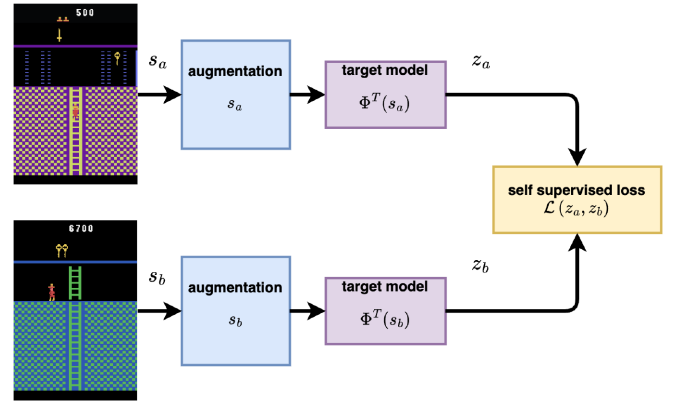 500
s_a
augmentation
s_a
target model
Φ^T(s_a)
z_a
self supervised loss
ℒ(z_a, z_b)
6700
s_b
augmentation
s_b
target model
Φ^T(s_b)
z_b